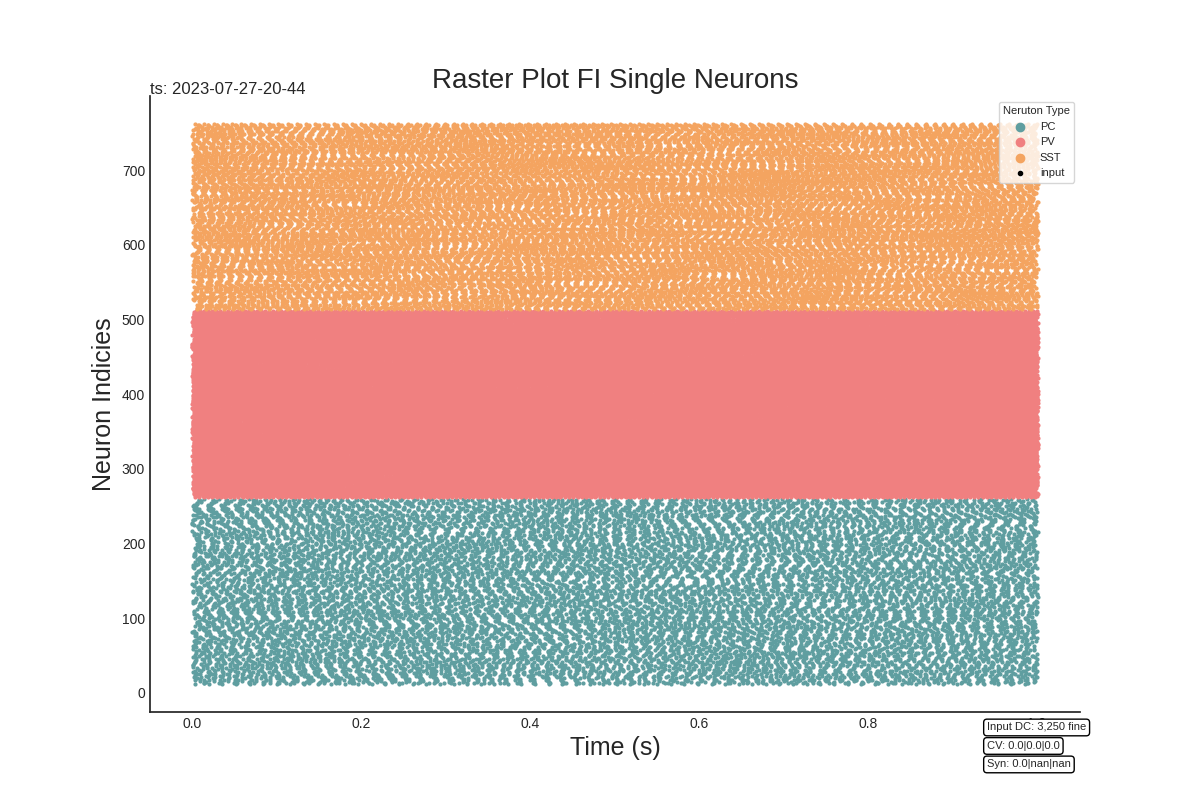 Raster Plot FI Single Neurons
ts: 2023-07-27-20-44
Neruton Type
PC
PV
SST
input
Neuron Indicies
700
600
500
400
300
200
100
0
0.0
0.2
0.4
0.6
0.8
Time (s)
Input DC: 3,250 fine
CV: 0.0|0.0|0.0
Syn: 0.0|nan|nan